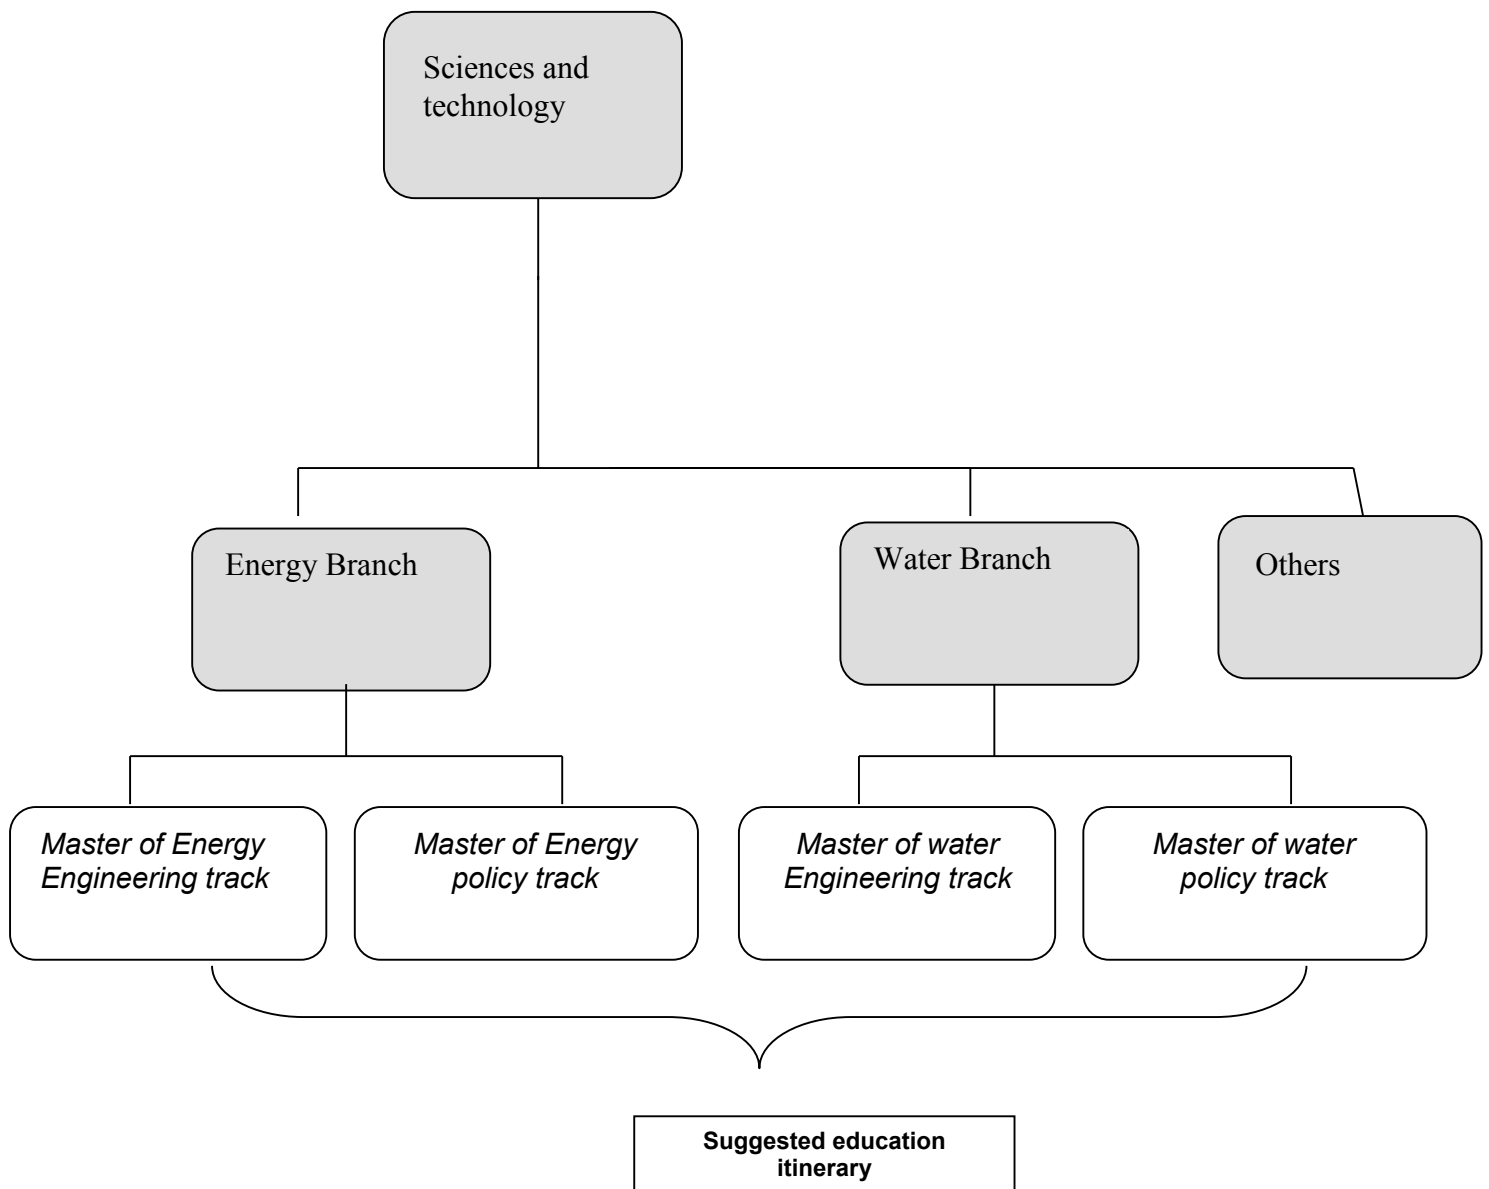 Sciences and
technology
Energy Branch
Water Branch
Others
Master of Energy
Engineering track
Master of Energy
policy track
Master of water
Engineering track
Master of water
policy track
Suggested education
itinerary